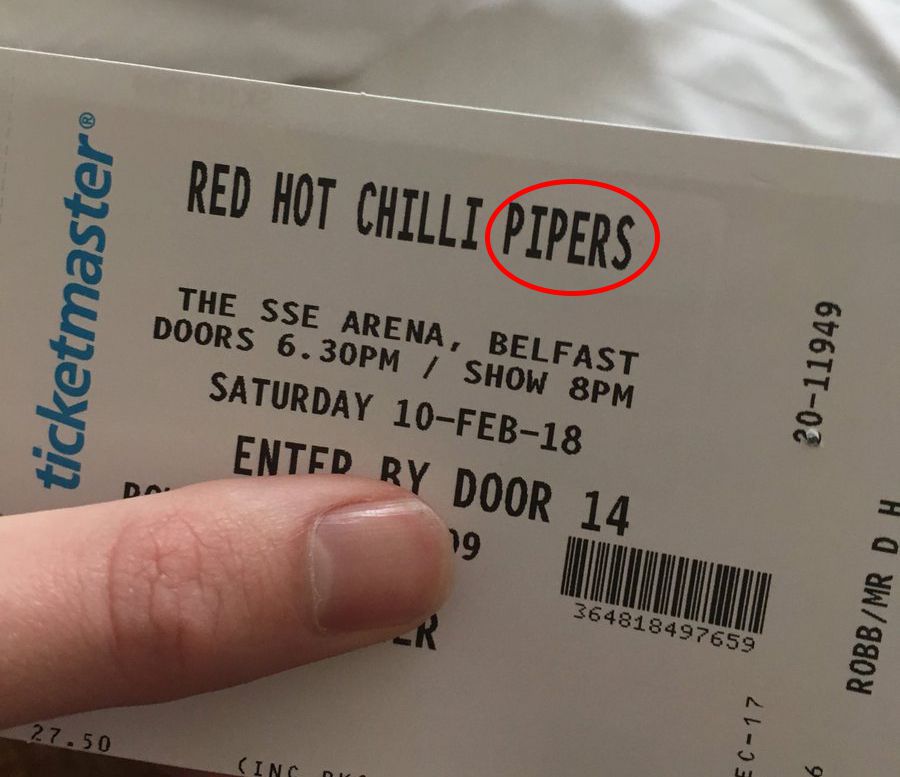 ticketmaster®
RED HOT CHILLI PIPERS
THE SSE ARENA, BELFAST
DOORS 6.30PM / SHOW 8PM
SATURDAY 10-FEB-18
ENTER BY DOOR 14
364818497659
27.50
(INC
20-11949
ROBB/MR D H